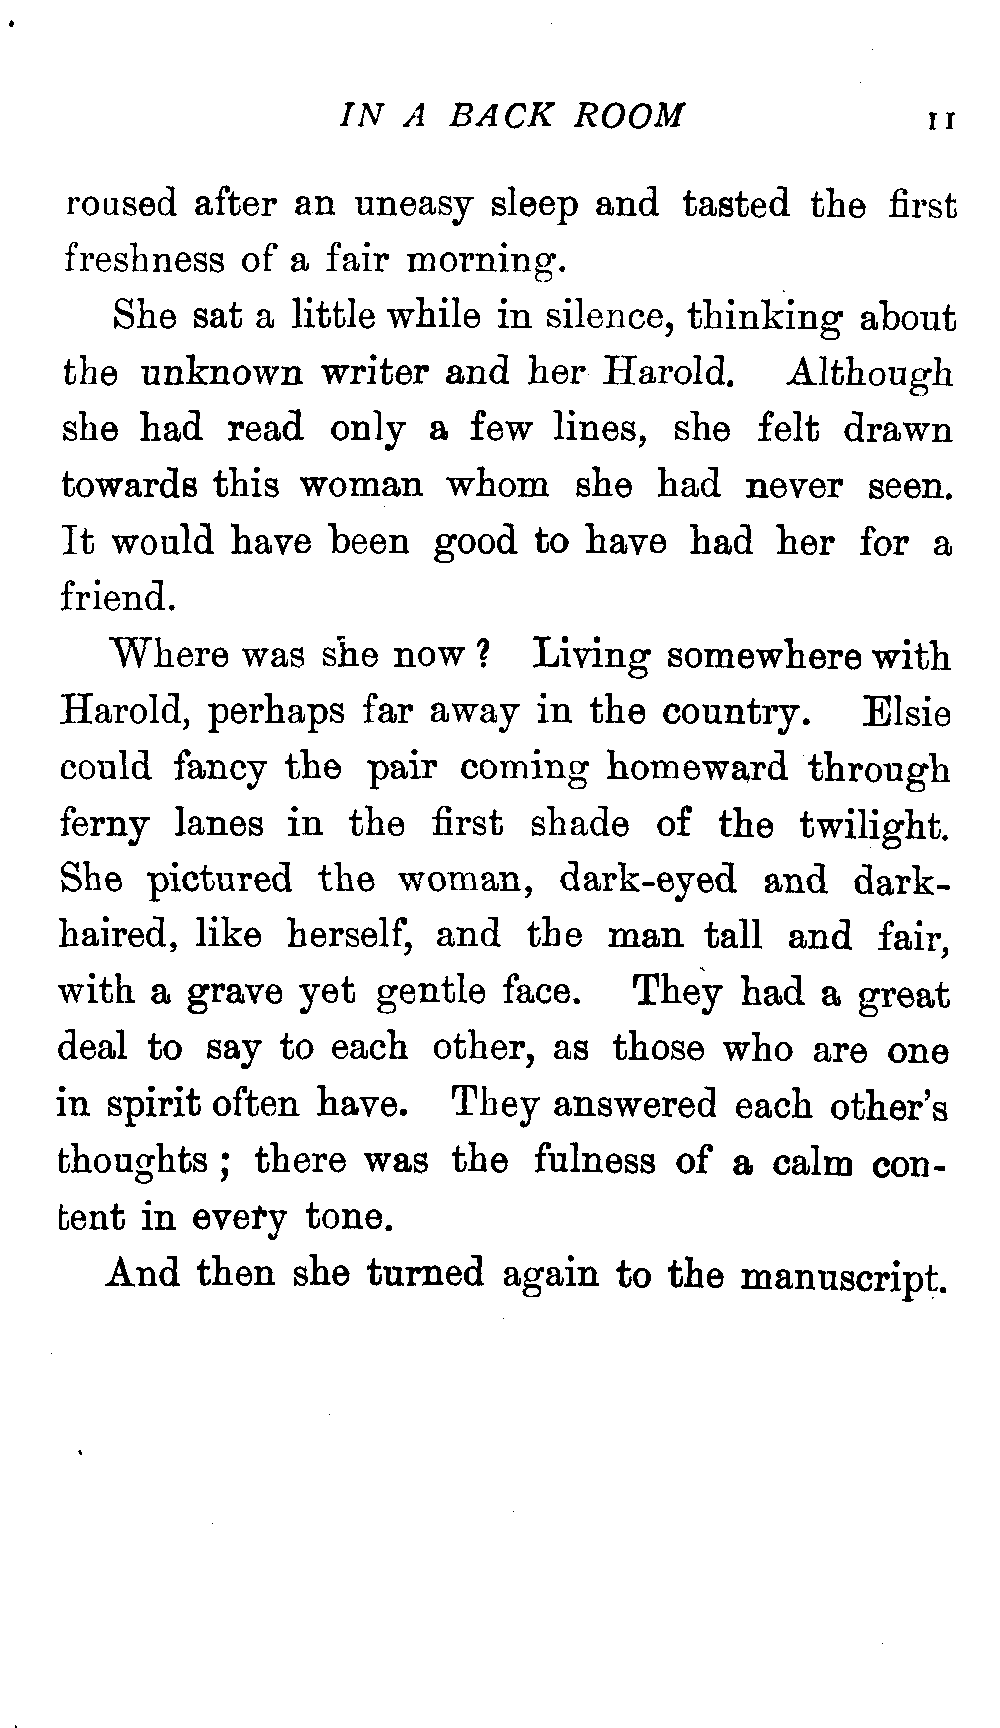 IN A BACK ROOM 11
roused after an uneasy sleep and tasted the first
freshness of a fair morning.
She sat a little while in silence, thinking about
the unknown writer and her Harold. Although
she had read only a few lines, she felt drawn
towards this woman whom she had never seen.
It would have been good to have had her for a
friend.
Where was she now ? Living somewhere with
Harold, perhaps far away in the country. Elsie
could fancy the pair coming homeward through
ferny lanes in the first shade of the twilight.
She pictured the woman, dark-eyed and dark-
haired, like herself, and the man tall and fair,
with a grave yet gentle face. They had a great
deal to say to each other, as those who are one
in spirit often have. They answered each other's
thoughts ; there was the fulness of a calm con-
tent in every tone.
And then she turned again to the manuscript.